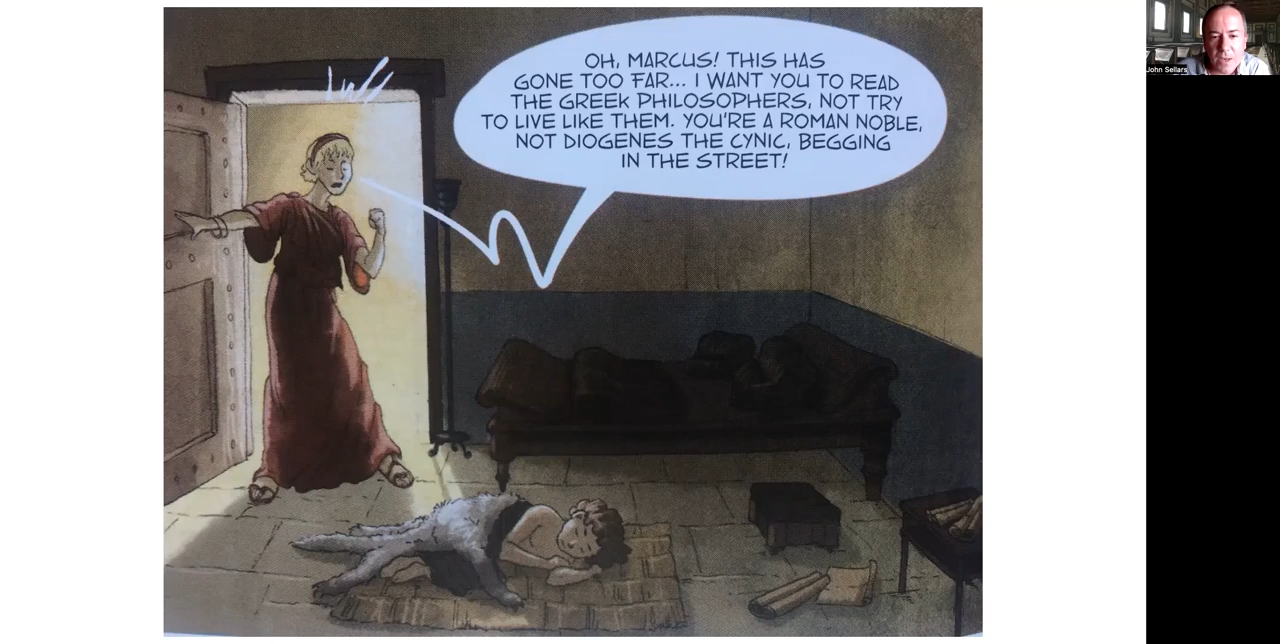 OH, MARCUS! THIS HAS
GONE TOO FAR... I WANT YOU TO READ
THE GREEK PHILOSOPHERS, NOT TRY
TO LIVE LIKE THEM. YOU'RE A ROMAN NOBLE,
NOT DIOGENES THE CYNIC, BEGGING
IN THE STREET!
John Sellars